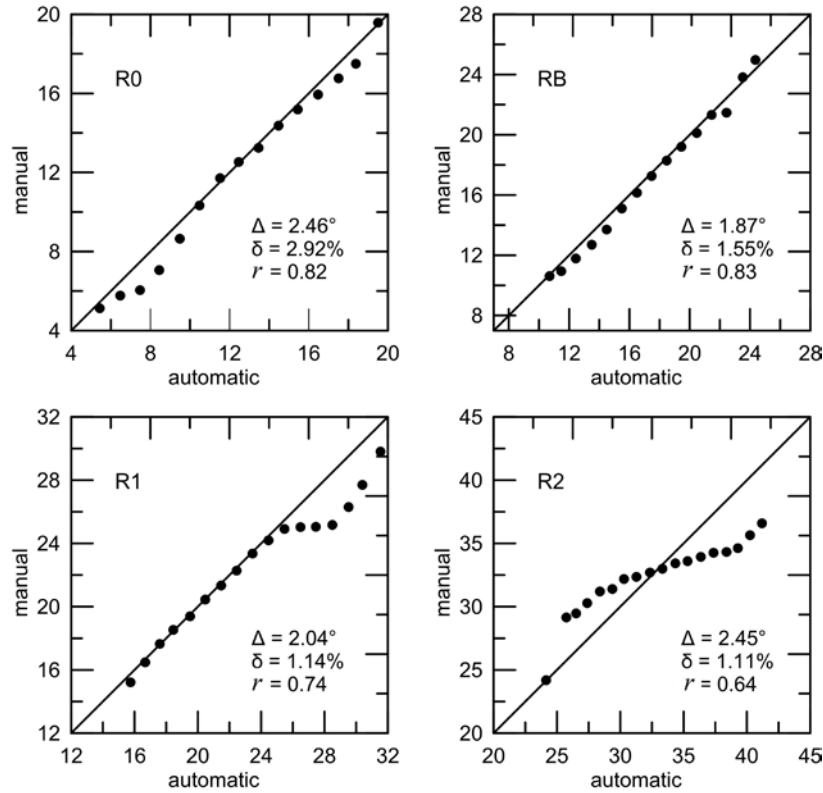 20
16
12
8
4
manual
R0
Δ = 2.46°
δ = 2.92%
r = 0.82
4 8 12 16 20
automatic
28
24
20
16
12
8
manual
RB
Δ = 1.87°
δ = 1.55%
r = 0.83
8 12 16 20 24 28
automatic
32
28
24
20
16
12
manual
R1
Δ = 2.04°
δ = 1.14%
r = 0.74
12 16 20 24 28 32
automatic
45
40
35
30
25
20
manual
R2
Δ = 2.45°
δ = 1.11%
r = 0.64
20 25 30 35 40 45
automatic